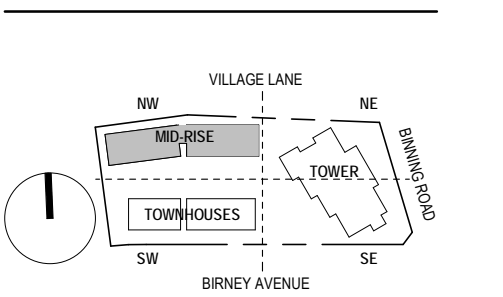 VILLAGE LANE
NW
NE
MID-RISE
BINNING ROAD
TOWER
TOWNHOUSES
SW
SE
BIRNEY AVENUE